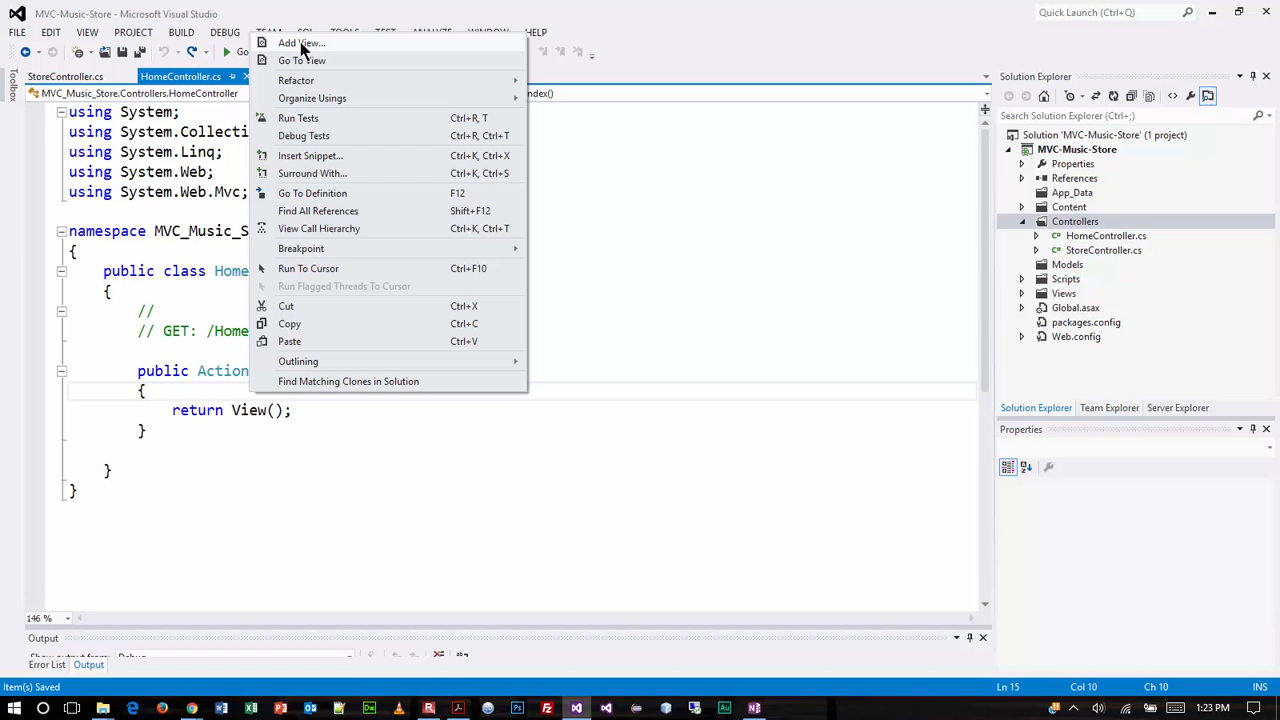 MVC-Music-Store - Microsoft Visual Studio
Quick Launch (Ctrl+Q)
FILE EDIT VIEW PROJECT BUILD DEBUG HELP
Go
StoreController.cs HomeController.cs
MVC_Music_Store.Controllers.HomeController
using System;
using System.Collecti
using System.Linq;
using System.Web;
using System.Web.Mvc;
namespace MVC_Music_S
{
public class Home
{
//
// GET: /Home
public Action
{
return View();
}
}
}
Add View...
Go To View
Refactor
Organize Usings
Run Tests Ctrl+R, T
Debug Tests Ctrl+R, Ctrl+T
Insert Snippet... Ctrl+K, Ctrl+X
Surround With... Ctrl+K, Ctrl+S
Go To Definition F12
Find All References Shift+F12
View Call Hierarchy Ctrl+K, Ctrl+T
Breakpoint
Run To Cursor Ctrl+F10
Run Flagged Threads To Cursor
Cut Ctrl+X
Copy Ctrl+C
Paste Ctrl+V
Outlining
Find Matching Clones in Solution
Toolbox
Solution Explorer
Search Solution Explorer (Ctrl+;)
Solution 'MVC-Music-Store' (1 project)
MVC-Music-Store
Properties
References
App_Data
Content
Controllers
HomeController.cs
StoreController.cs
Models
Scripts
Views
Global.asax
packages.config
Web.config
Solution Explorer Team Explorer Server Explorer
Properties
146 %
Output
Show output from: Debug
Error List Output
Item(s) Saved
Ln 15 Col 10 Ch 10 INS
1:23 PM